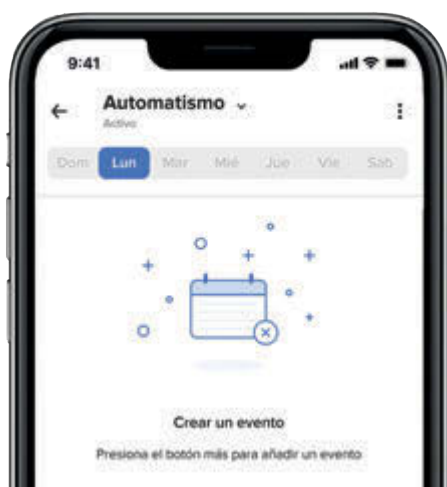 9:41
Automatismo
Activo
Dom Lun Mar Mié Jue Vie Sáb
Crear un evento
Presiona el botón más para añadir un evento